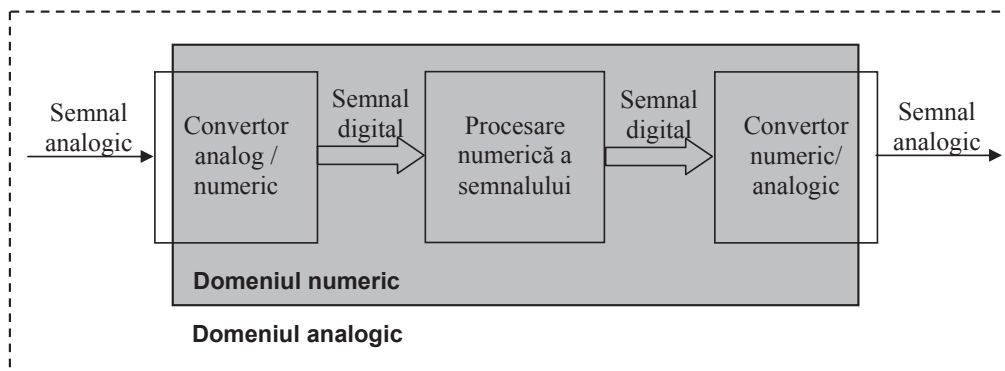 Semnal
analogic
Convertor
analog /
numeric
Semnal
digital
Procesare
numerică a
semnalului
Semnal
digital
Convertor
numeric/
analogic
Semnal
analogic
Domeniul numeric
Domeniul analogic